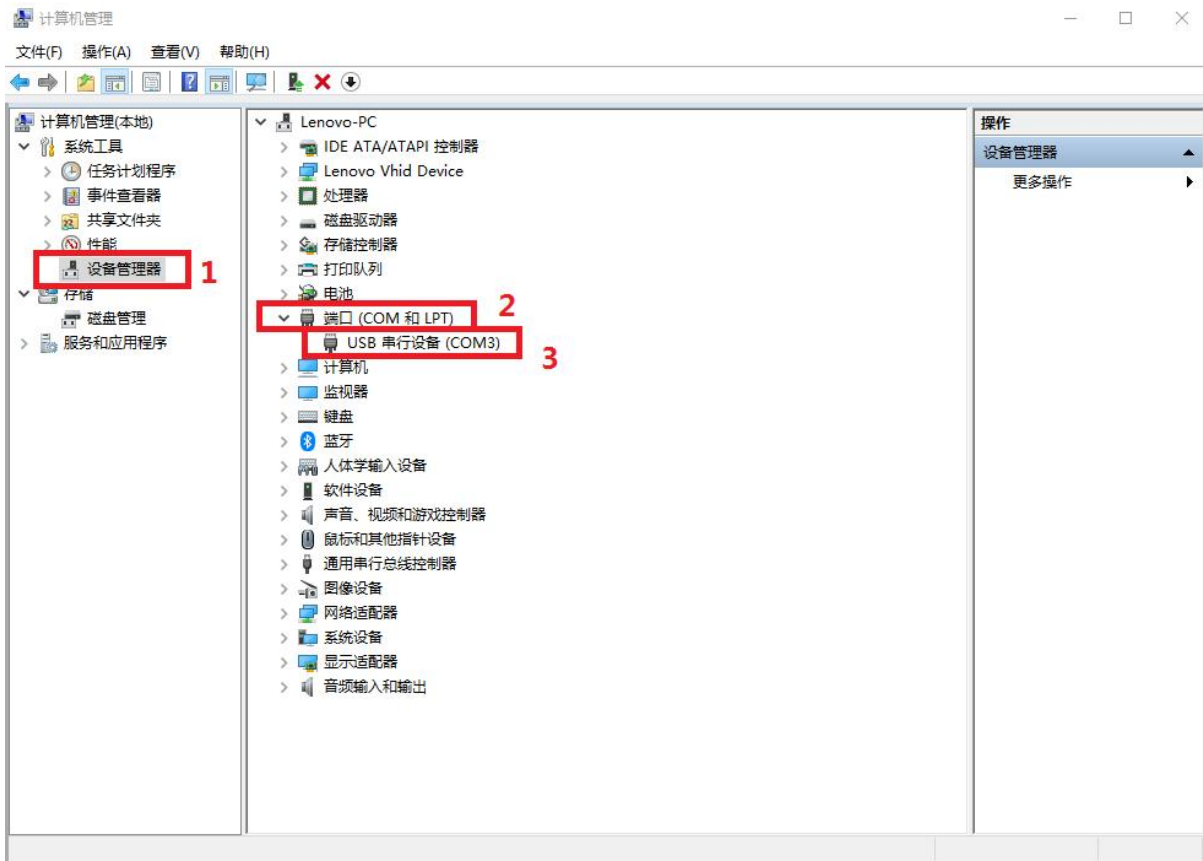 计算机管理
文件(F) 操作(A) 查看(V) 帮助(H)
计算机管理(本地)
系统工具
任务计划程序
事件查看器
共享文件夹
性能
设备管理器
1
存储
磁盘管理
服务和应用程序
Lenovo-PC
IDE ATA/ATAPI 控制器
Lenovo Vhid Device
处理器
磁盘驱动器
存储控制器
打印队列
电池
端口 (COM 和 LPT)
2
USB 串行设备 (COM3)
3
计算机
监视器
键盘
蓝牙
人体学输入设备
软件设备
声音、视频和游戏控制器
鼠标和其他指针设备
通用串行总线控制器
图像设备
网络适配器
系统设备
显示适配器
音频输入和输出
操作
设备管理器
更多操作